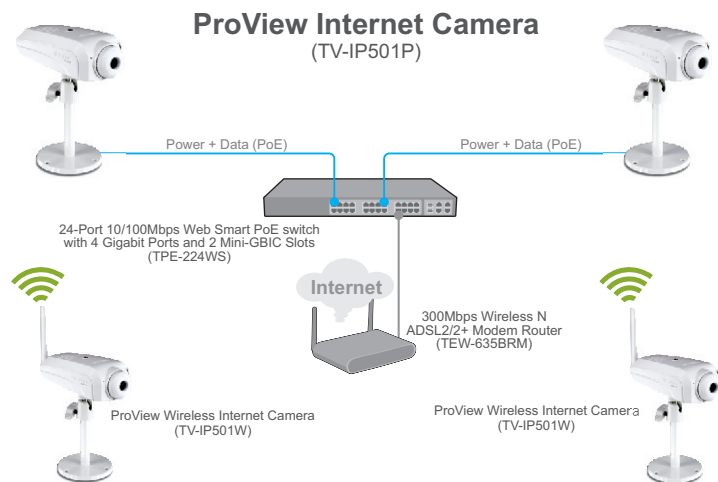 ProView Internet Camera
(TV-IP501P)
Power + Data (PoE)
Power + Data (PoE)
24-Port 10/100Mbps Web Smart PoE switch
with 4 Gigabit Ports and 2 Mini-GBIC Slots
(TPE-224WS)
Internet
300Mbps Wireless N
ADSL2/2+ Modem Router
(TEW-635BRM)
ProView Wireless Internet Camera
(TV-IP501W)
ProView Wireless Internet Camera
(TV-IP501W)